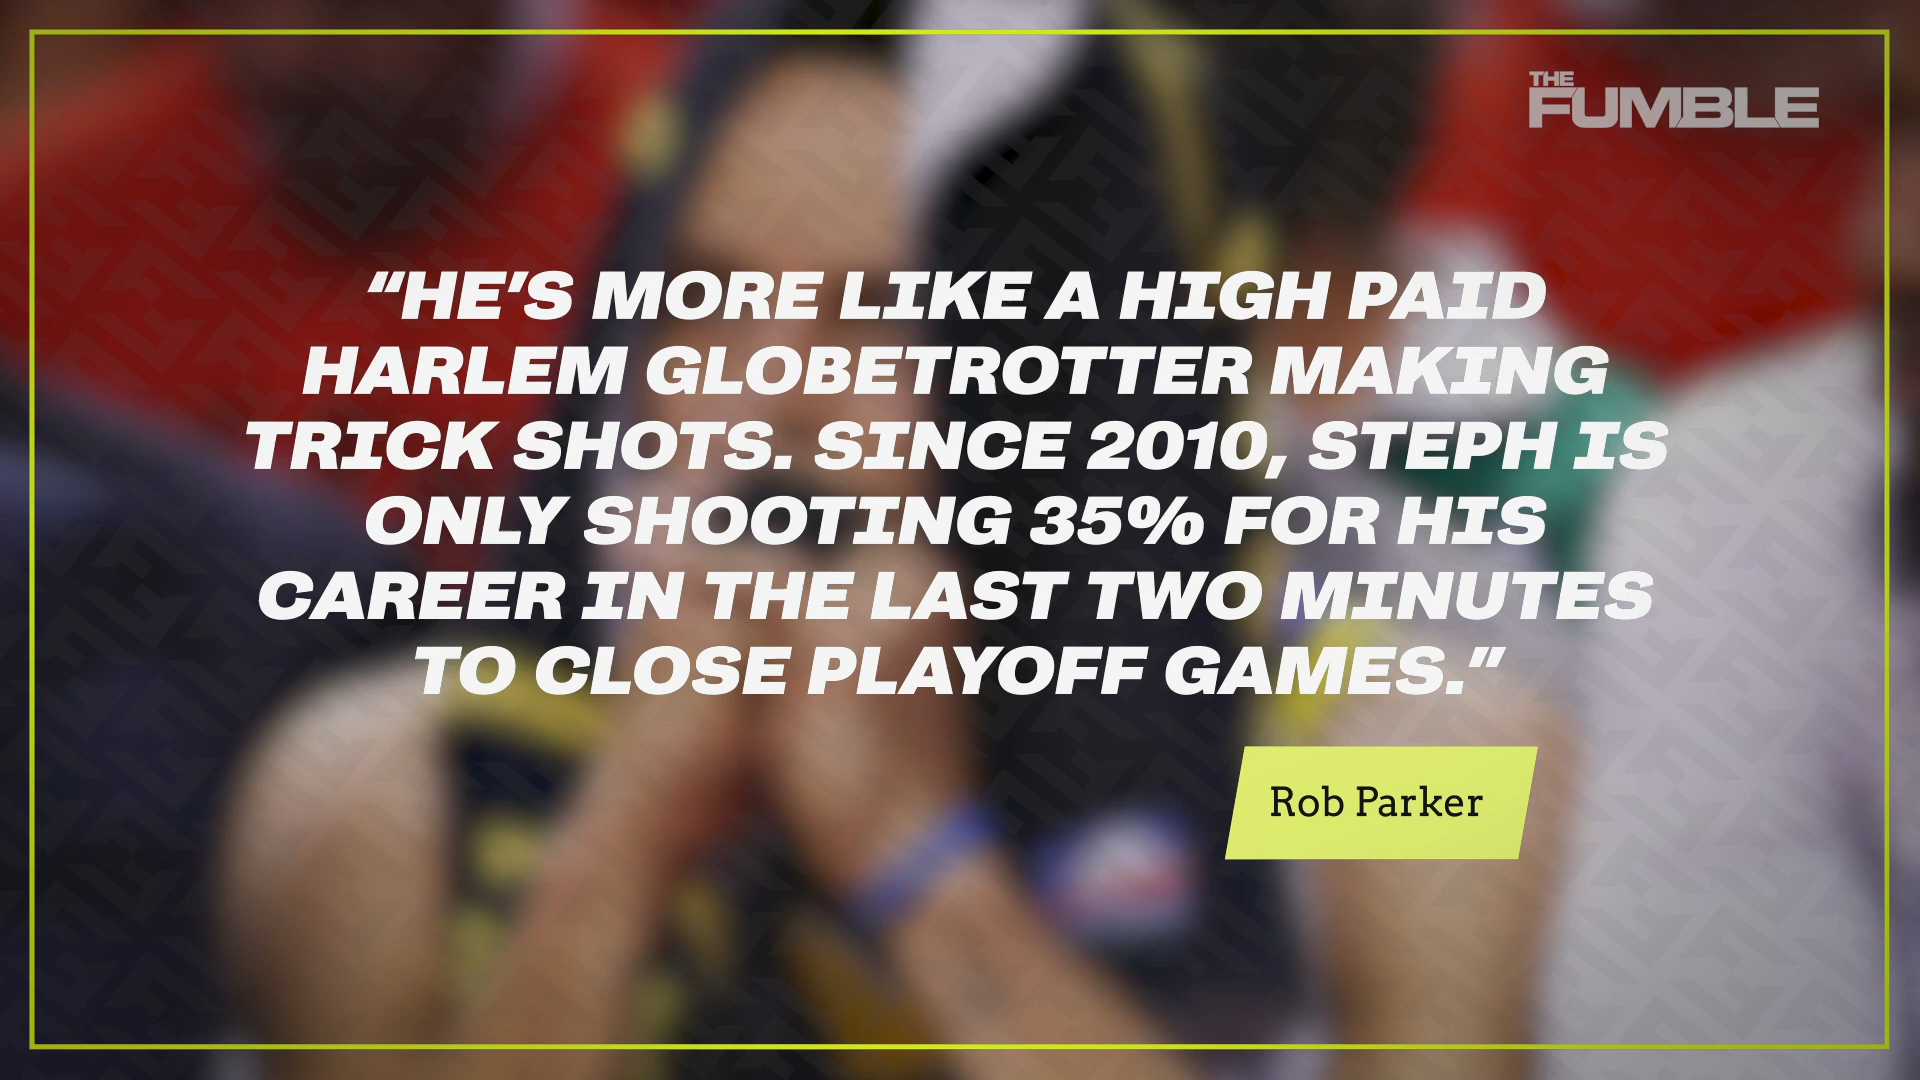 THE
FUMBLE
“HE’S MORE LIKE A HIGH PAID
HARLEM GLOBETROTTER MAKING
TRICK SHOTS. SINCE 2010, STEPH IS
ONLY SHOOTING 35% FOR HIS
CAREER IN THE LAST TWO MINUTES
TO CLOSE PLAYOFF GAMES.”
Rob Parker